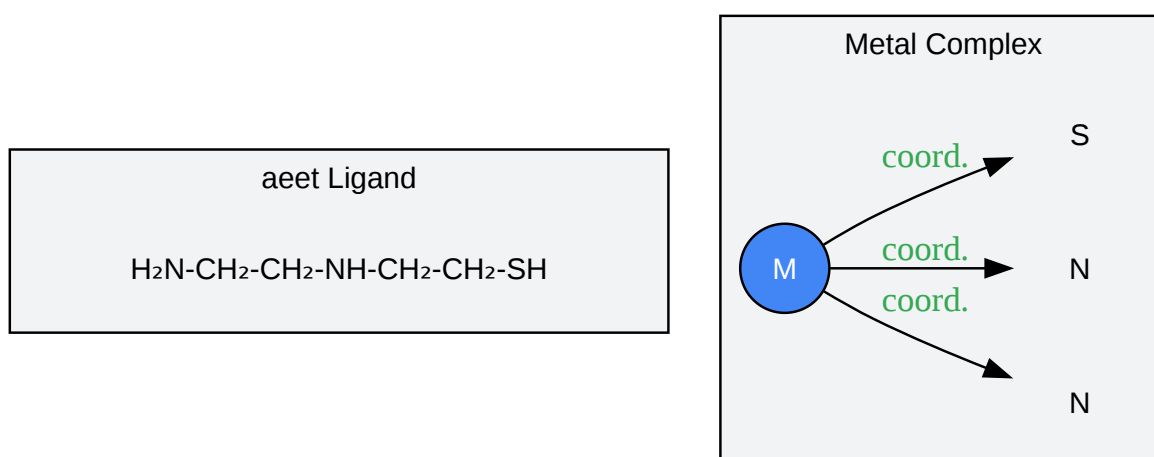 Metal Complex
aeet Ligand
H₂N-CH₂-CH₂-NH-CH₂-CH₂-SH
M
coord.
coord.
coord.
S
N
N